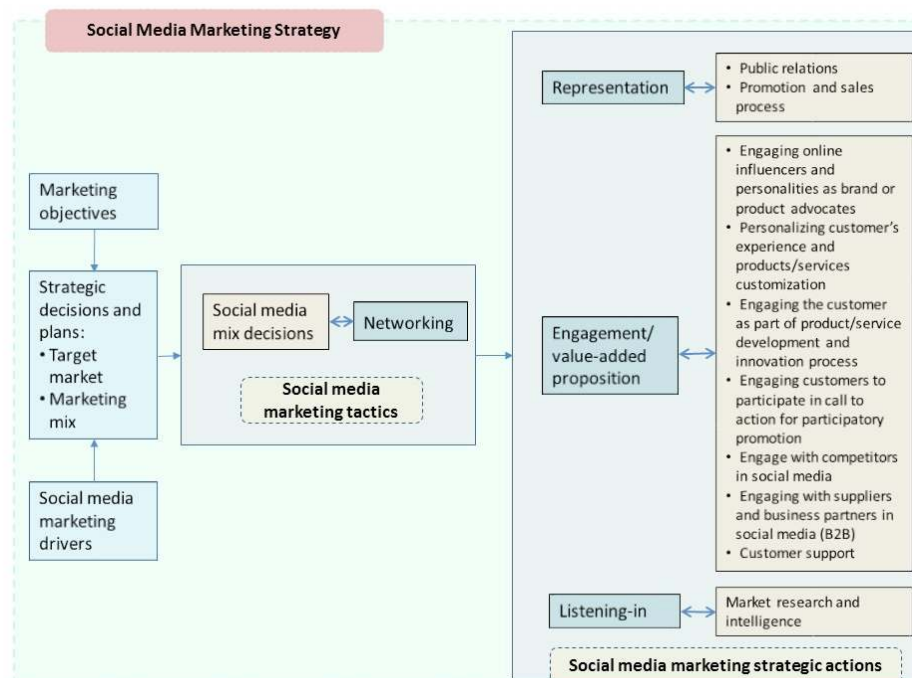 Social Media Marketing Strategy
Marketing
objectives
Strategic
decisions and
plans:
• Target
market
• Marketing
mix
Social media
marketing
drivers
Social media
mix decisions
Networking
Social media
marketing tactics
Representation
• Public relations
• Promotion and sales
process
Engagement/
value-added
proposition
• Engaging online
influencers and
personalities as brand or
product advocates
• Personalizing customer's
experience and
products/services
customization
• Engaging the customer
as part of product/service
development and
innovation process
• Engaging customers to
participate in call to
action for participatory
promotion
• Engage with competitors
in social media
• Engaging with suppliers
and business partners in
social media (B2B)
• Customer support
Listening-in
Market research and
intelligence
Social media marketing strategic actions